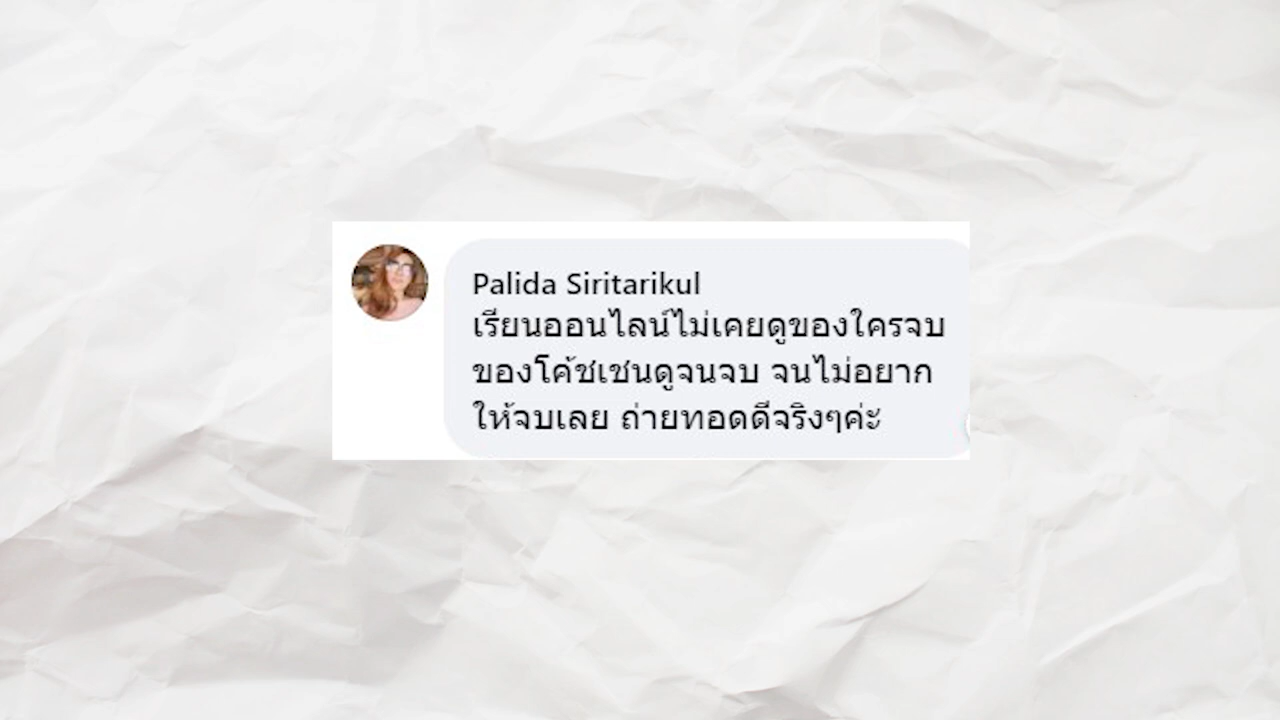 Palida Siritarikul
เรียนออนไลน์ไม่เคยดูของใครจบ
ของโค้ชเชนดูจนจบ จนไม่อยาก
ให้จบเลย ถ่ายทอดดีจริงๆค่ะ